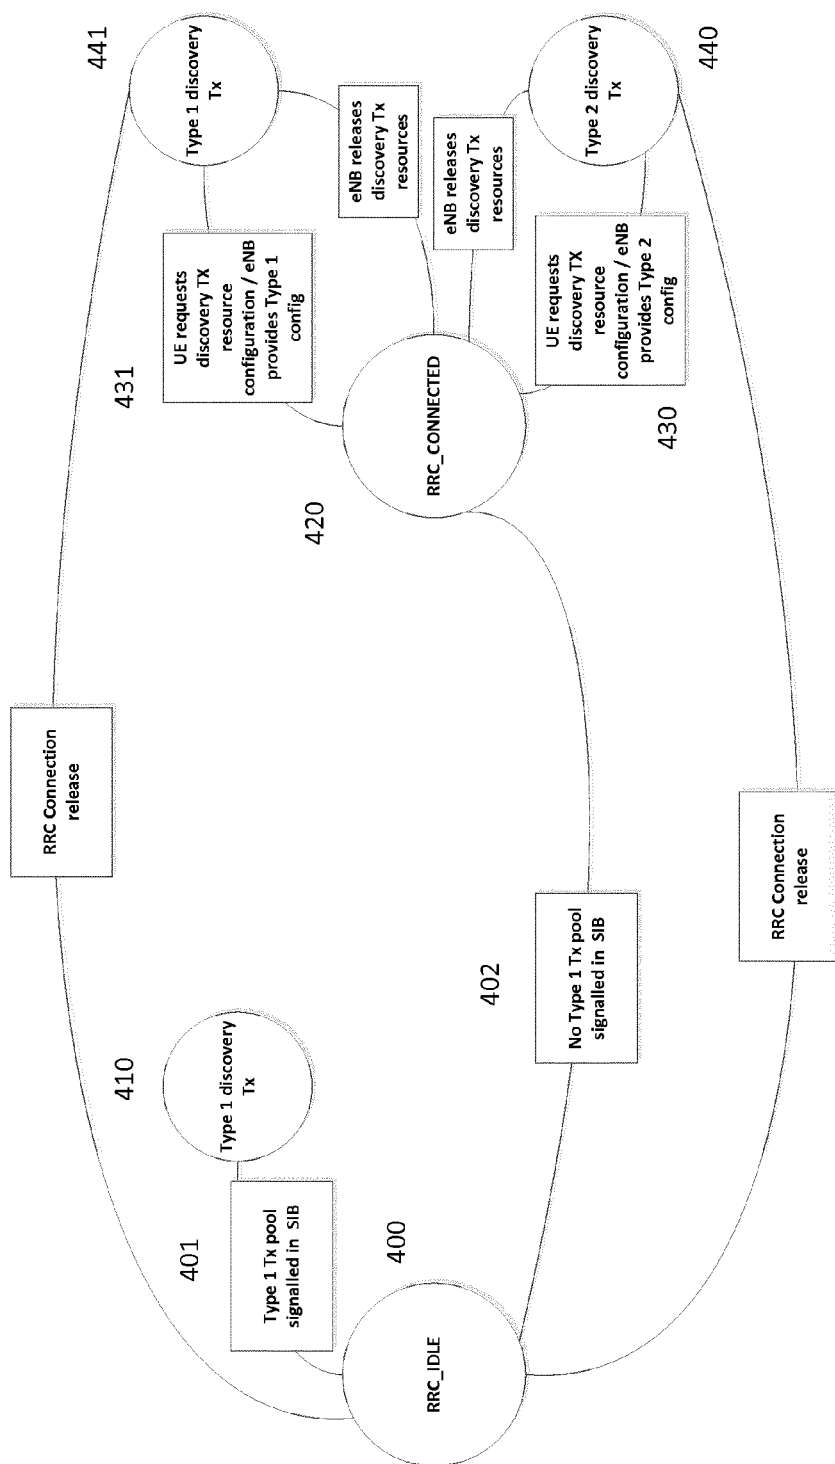 441
Type 1 discovery
Tx
eNB releases
discovery Tx
resources
UE requests
discovery TX
resource
configuration / eNB
provides Type 1
config
431
RRC Connection
release
410
Type 1 discovery
Tx
401
Type 1 Tx pool
signalled in SIB
400
RRC_IDLE
402
No Type 1 Tx pool
signalled in SIB
420
RRC_CONNECTED
eNB releases
discovery Tx
resources
430
UE requests
discovery TX
resource
configuration / eNB
provides Type 2
config
440
Type 2 discovery
Tx
RRC Connection
release